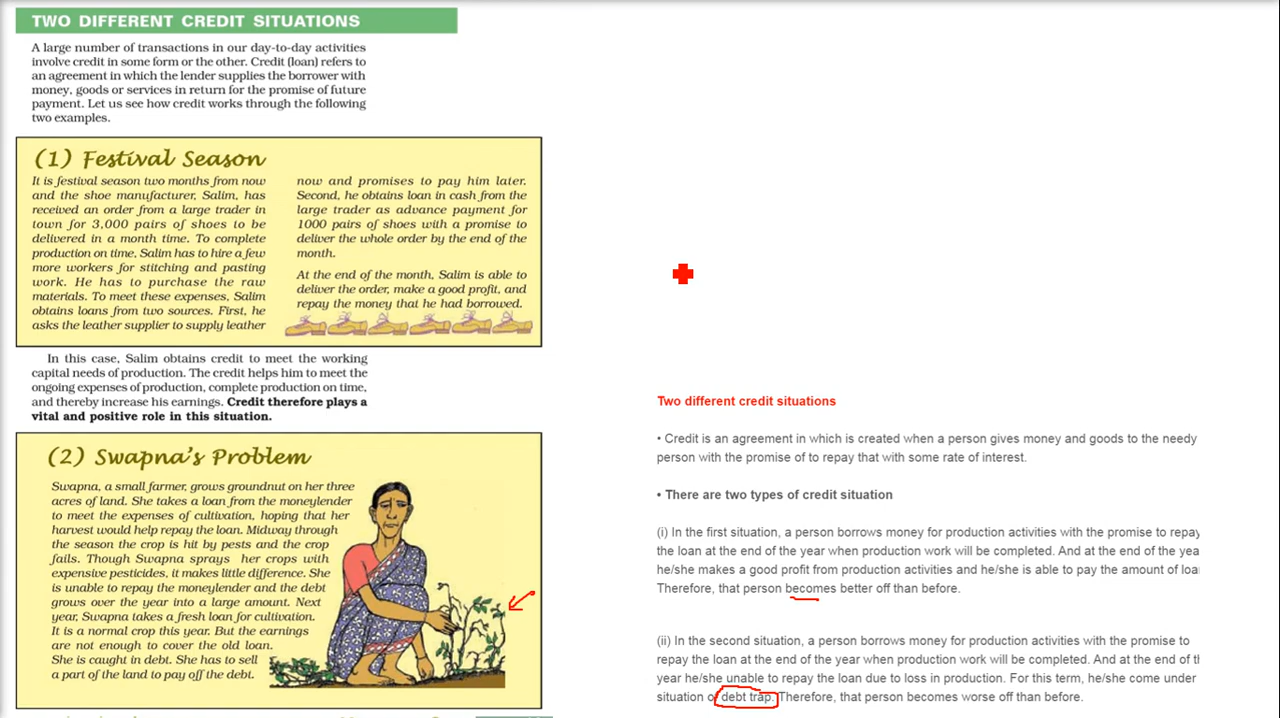 TWO DIFFERENT CREDIT SITUATIONS
A large number of transactions in our day-to-day activities
involve credit in some form or the other. Credit (loan) refers to
an agreement in which the lender supplies the borrower with
money, goods or services in return for the promise of future
payment. Let us see how credit works through the following
two examples.
(1) Festival Season
It is festival season two months from now
and the shoe manufacturer, Salim, has
received an order from a large trader in
town for 3,000 pairs of shoes to be
delivered in a month time. To complete
production on time, Salim has to hire a few
more workers for stitching and pasting
work. He has to purchase the raw
materials. To meet these expenses, Salim
obtains loans from two sources. First, he
asks the leather supplier to supply leather
now and promises to pay him later.
Second, he obtains loan in cash from the
large trader as advance payment for
1000 pairs of shoes with a promise to
deliver the whole order by the end of the
month.
At the end of the month, Salim is able to
deliver the order, make a good profit, and
repay the money that he had borrowed.
In this case, Salim obtains credit to meet the working
capital needs of production. The credit helps him to meet the
ongoing expenses of production, complete production on time,
and thereby increase his earnings. Credit therefore plays a
vital and positive role in this situation.
(2) Swapna's Problem
Swapna, a small farmer, grows groundnut on her three
acres of land. She takes a loan from the moneylender
to meet the expenses of cultivation, hoping that her
harvest would help repay the loan. Midway through
the season the crop is hit by pests and the crop
fails. Though Swapna sprays her crops with
expensive pesticides, it makes little difference. She
is unable to repay the moneylender and the debt
grows over the year into a large amount. Next
year, Swapna takes a fresh loan for cultivation.
It is a normal crop this year. But the earnings
are not enough to cover the old loan.
She is caught in debt. She has to sell
a part of the land to pay off the debt.
Two different credit situations
• Credit is an agreement in which is created when a person gives money and goods to the needy
person with the promise of to repay that with some rate of interest.
• There are two types of credit situation
(i) In the first situation, a person borrows money for production activities with the promise to repay
the loan at the end of the year when production work will be completed. And at the end of the yea
he/she makes a good profit from production activities and he/she is able to pay the amount of loa
Therefore, that person becomes better off than before.
(ii) In the second situation, a person borrows money for production activities with the promise to
repay the loan at the end of the year when production work will be completed. And at the end of th
year he/she unable to repay the loan due to loss in production. For this term, he/she come under
situation of debt trap. Therefore, that person becomes worse off than before.